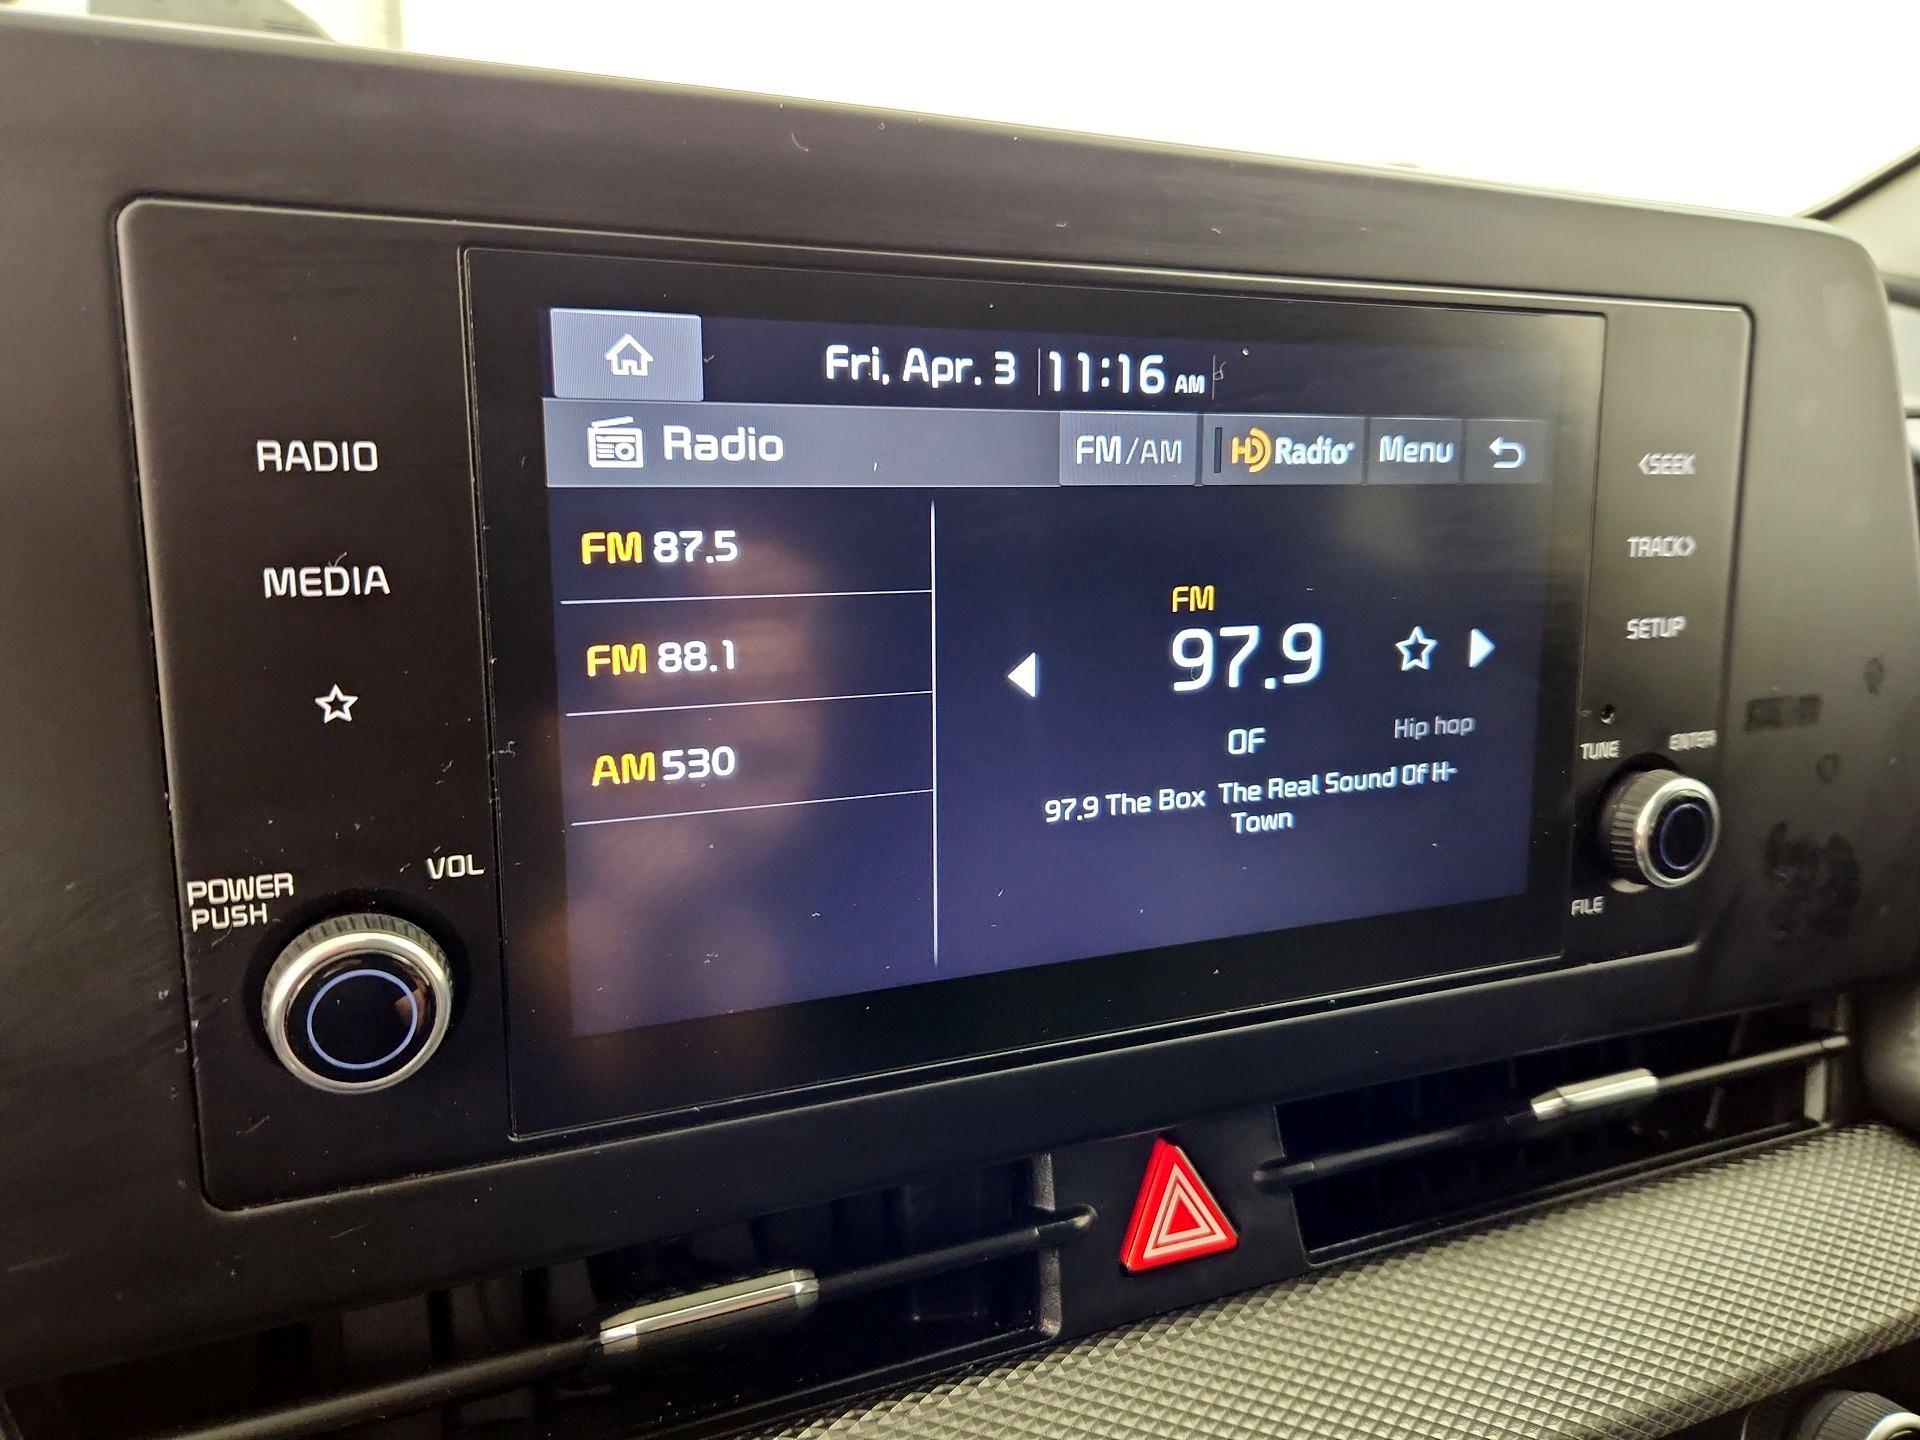 Fri, Apr. 3 11:16 AM
Radio FM/AM HD Radio Menu
RADIO
MEDIA
POWER
PUSH
VOL
FM 87.5
FM 88.1
AM 530
FM
97.9
OF
Hip hop
97.9 The Box The Real Sound Of H-
Town
<SEEK
TRACK>
SETUP
TUNE
ENTER
FILE